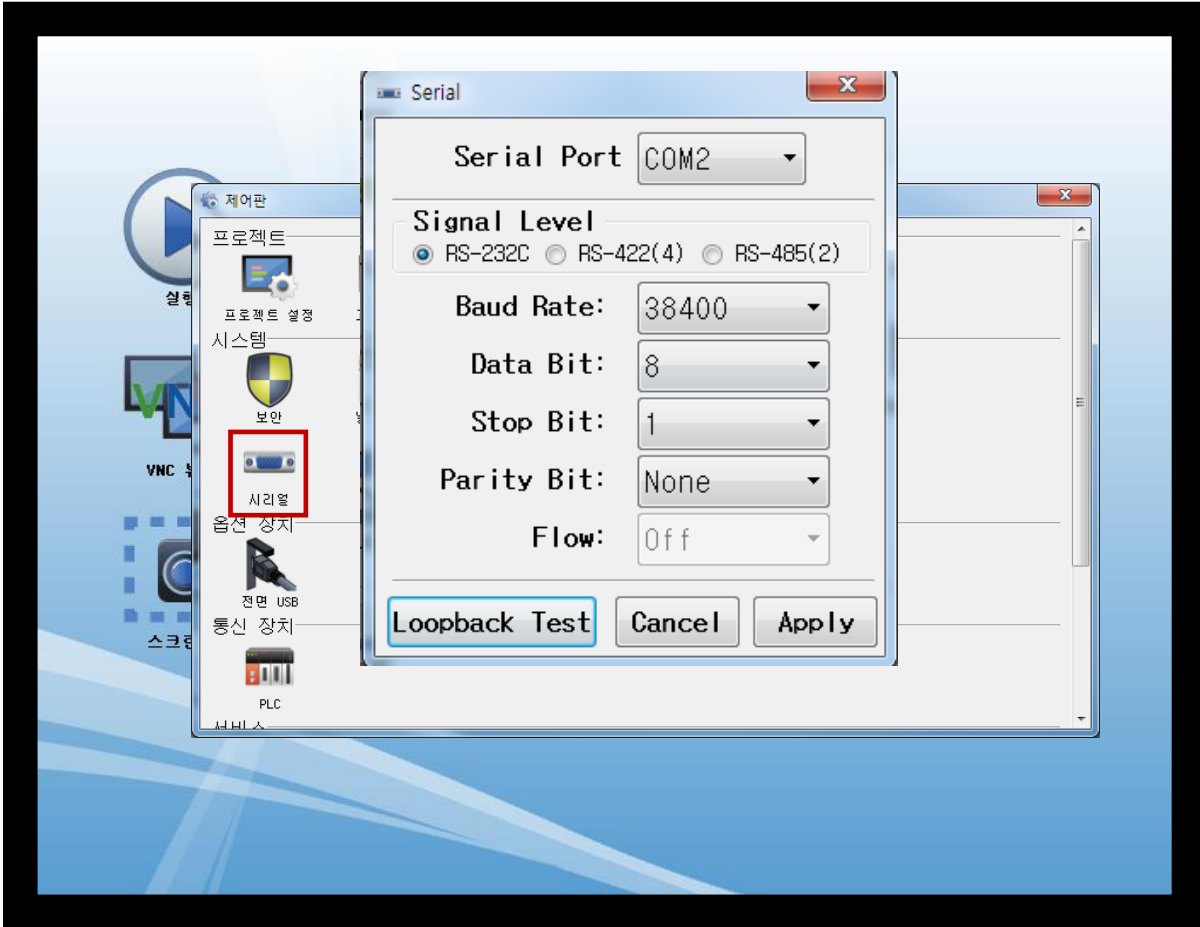 Serial
Serial Port COM2
Signal Level
RS-232C RS-422(4) RS-485(2)
Baud Rate: 38400
Data Bit: 8
Stop Bit: 1
Parity Bit: None
Flow: Off
Loopback Test Cancel Apply
제어판
프로젝트
프로젝트 설정
시스템
보안
시리얼
옵션 장치
전면 USB
통신 장치
PLC
서비스
VNC